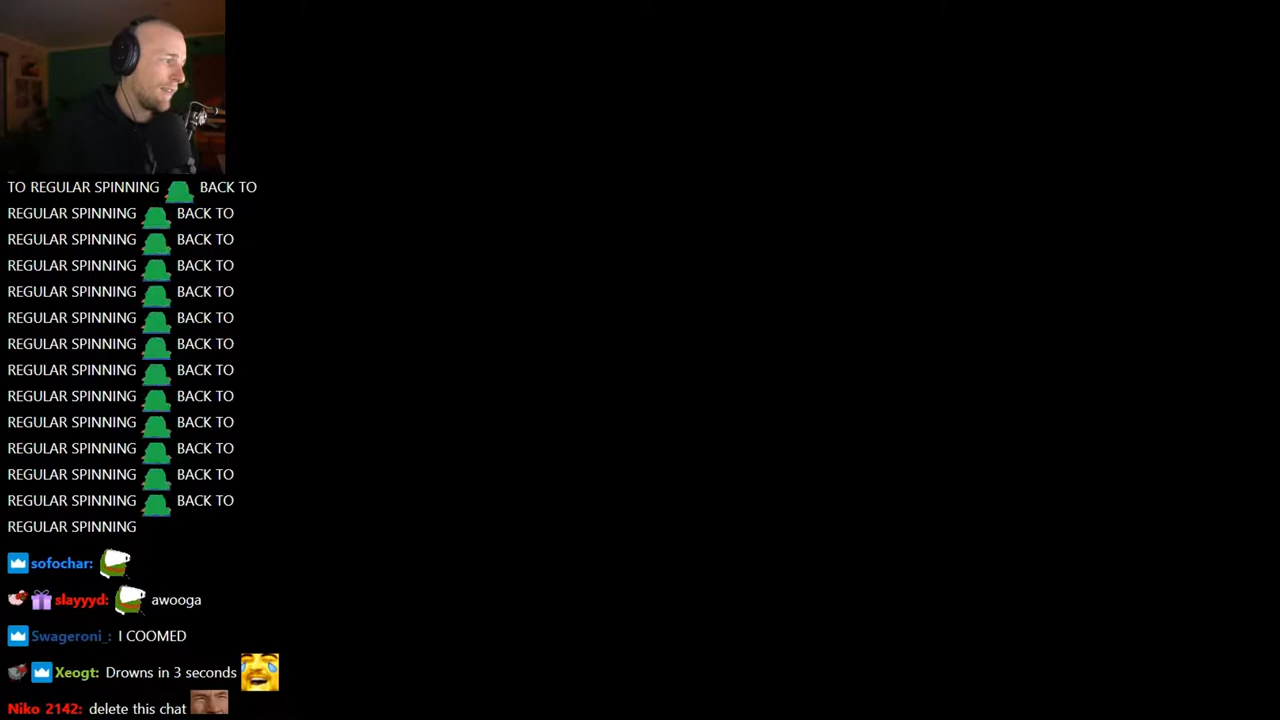 TO REGULAR SPINNING BACK TO
REGULAR SPINNING BACK TO
REGULAR SPINNING BACK TO
REGULAR SPINNING BACK TO
REGULAR SPINNING BACK TO
REGULAR SPINNING BACK TO
REGULAR SPINNING BACK TO
REGULAR SPINNING BACK TO
REGULAR SPINNING BACK TO
REGULAR SPINNING BACK TO
REGULAR SPINNING BACK TO
REGULAR SPINNING BACK TO
REGULAR SPINNING BACK TO
REGULAR SPINNING
sofochar:
slayyyd: awooga
Swageroni_: I COOMED
Xeogt: Drowns in 3 seconds
Niko_2142: delete this chat